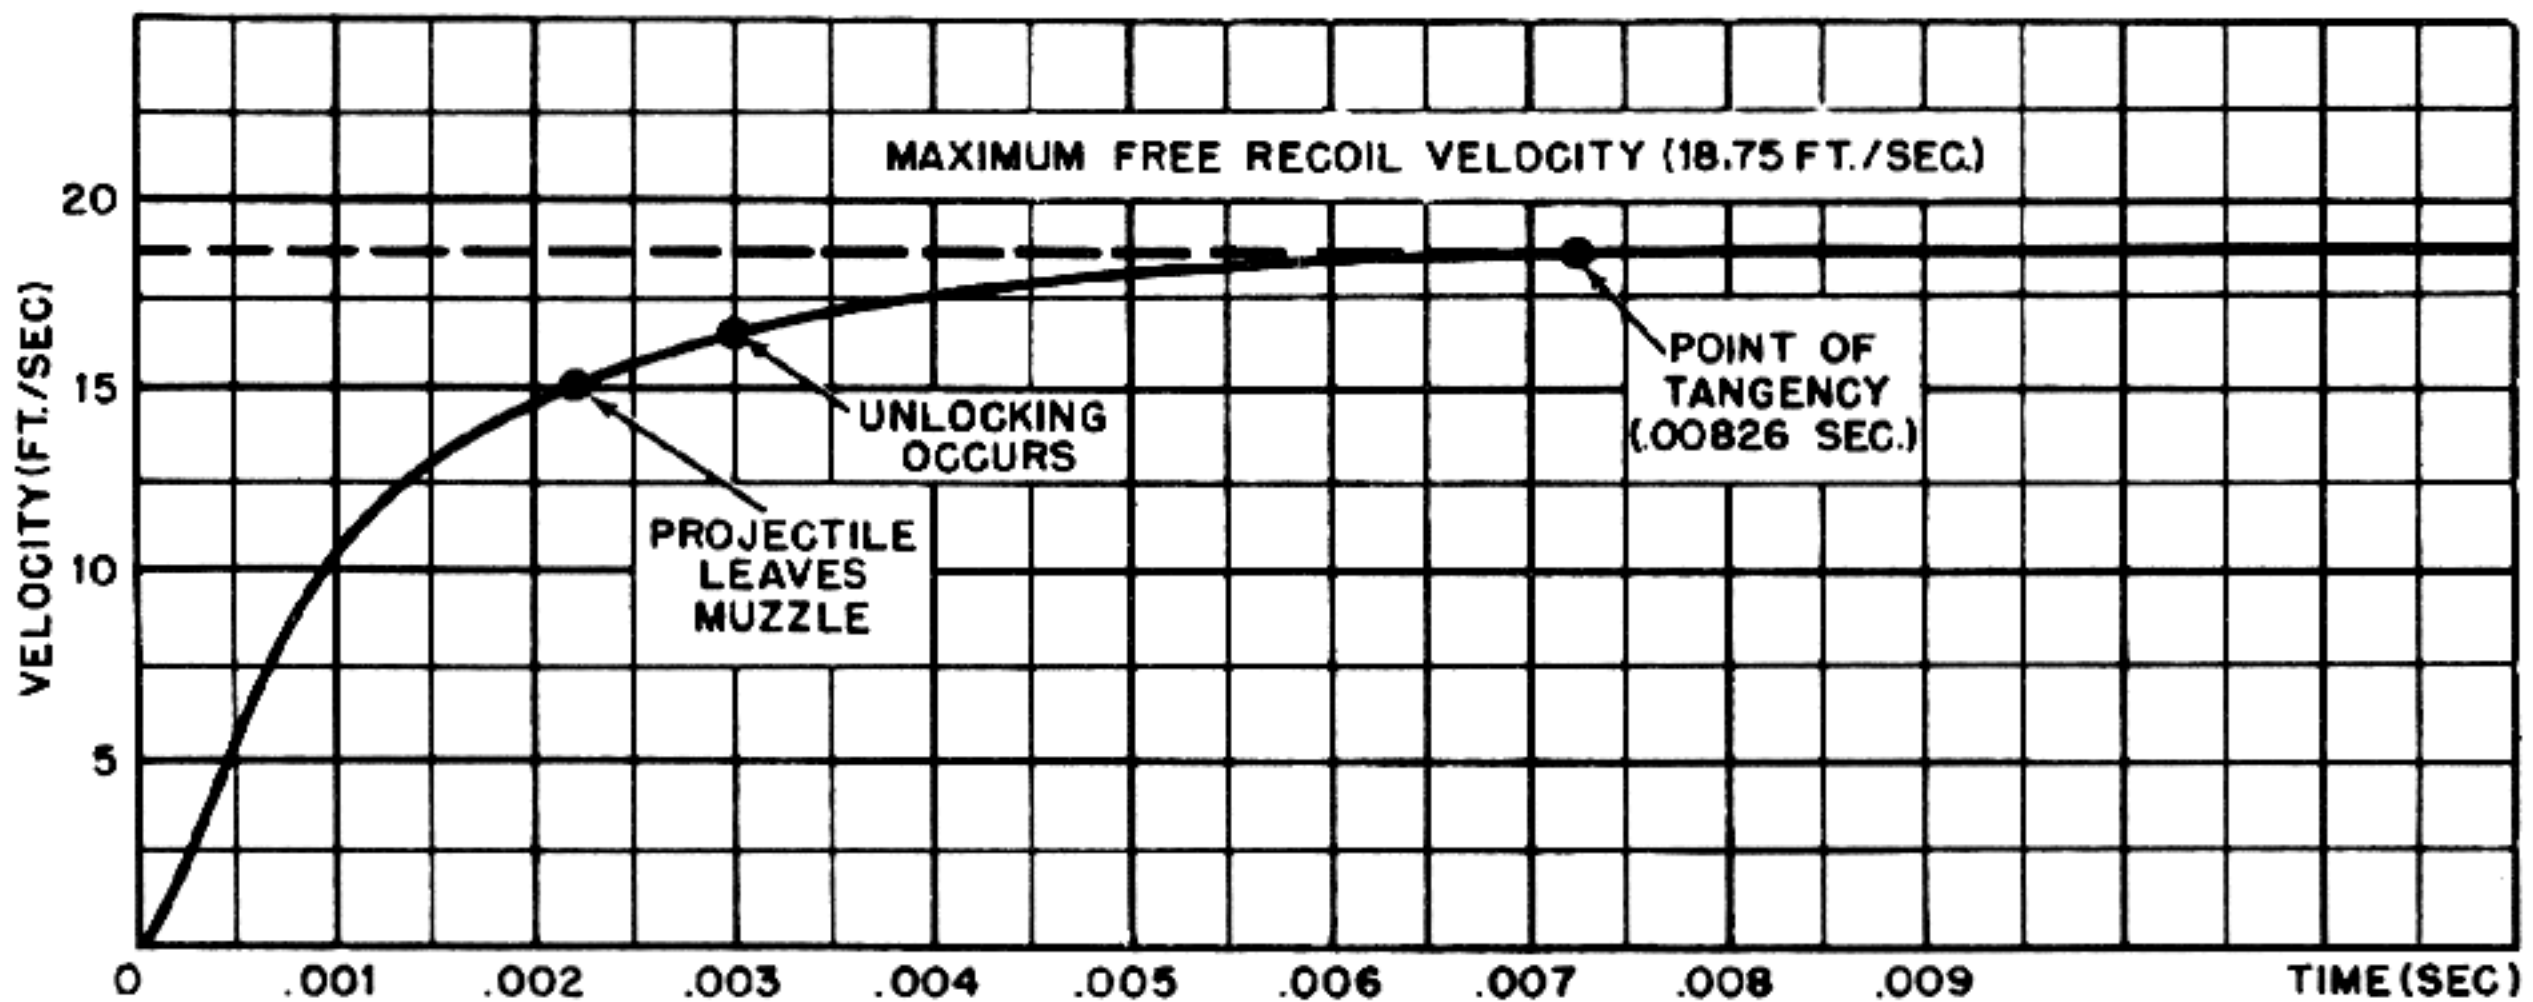 MAXIMUM FREE RECOIL VELOCITY (18.75 FT./SEC.)
20
15
10
5
VELOCITY (FT./SEC)
POINT OF
TANGENCY
(.00826 SEC.)
UNLOCKING
OCCURS
PROJECTILE
LEAVES
MUZZLE
0 .001 .002 .003 .004 .005 .006 .007 .008 .009 TIME (SEC)